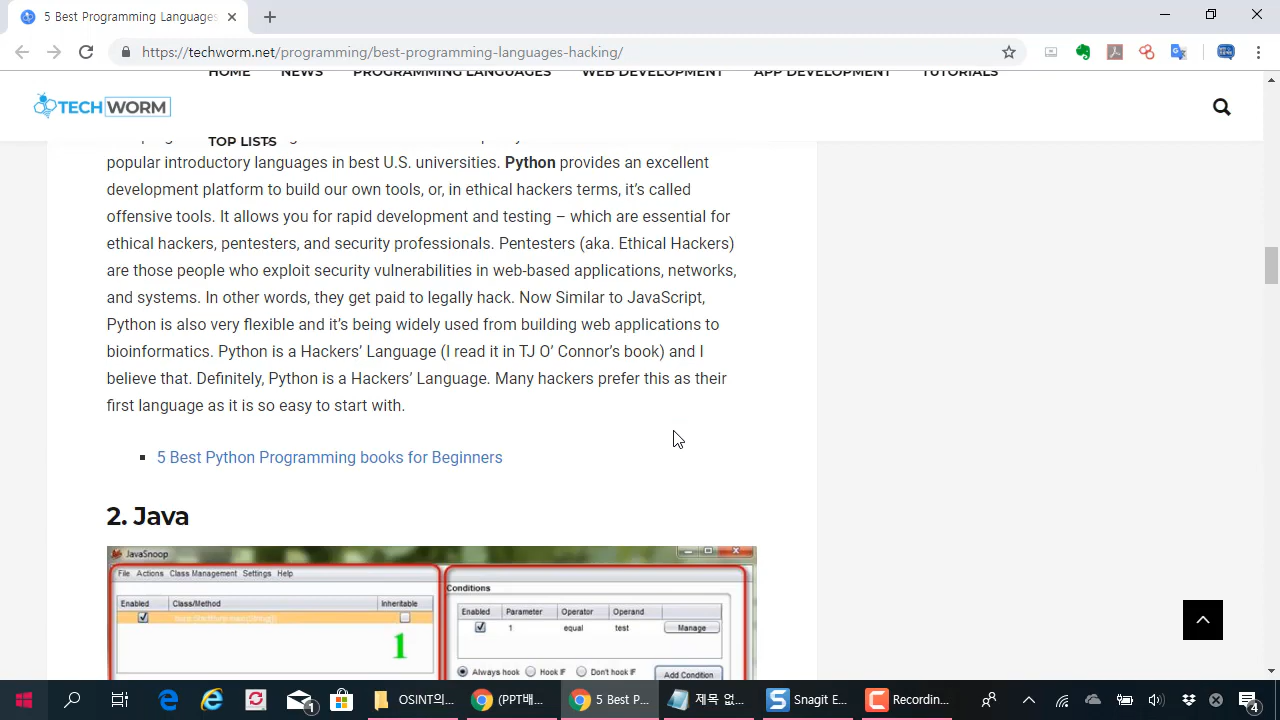 5 Best Programming Languages
https://techworm.net/programming/best-programming-languages-hacking/
HOME NEWS PROGRAMMING LANGUAGES WEB DEVELOPMENT APP DEVELOPMENT TUTORIALS
TECHWORM
TOP LISTS
popular introductory languages in best U.S. universities. Python provides an excellent
development platform to build our own tools, or, in ethical hackers terms, it’s called
offensive tools. It allows you for rapid development and testing – which are essential for
ethical hackers, pentesters, and security professionals. Pentesters (aka. Ethical Hackers)
are those people who exploit security vulnerabilities in web-based applications, networks,
and systems. In other words, they get paid to legally hack. Now Similar to JavaScript,
Python is also very flexible and it’s being widely used from building web applications to
bioinformatics. Python is a Hackers’ Language (I read it in TJ O’ Connor’s book) and I
believe that. Definitely, Python is a Hackers’ Language. Many hackers prefer this as their
first language as it is so easy to start with.
5 Best Python Programming books for Beginners
2. Java
JavaSnoop
File Actions Class Management Settings Help
Conditions
Enabled Class/Method Inheritable
Enabled Parameter Operator Operand
1 equal test Manage
1
Always hook Hook IF Don't hook IF Add Condition
OSINT의... (PPT배... 5 Best P... 제목 없... Snagit E... Recordin...
1
4